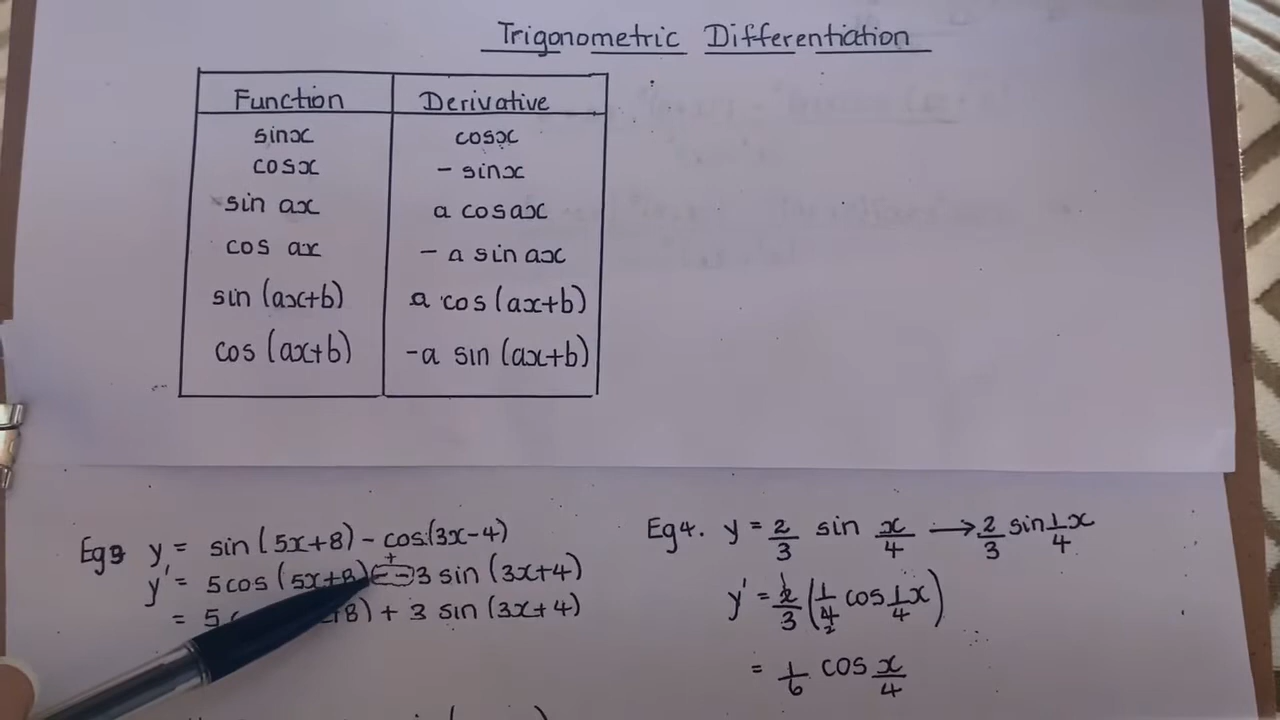 Trigonometric Differentiation
Function Derivative
sinx cosx
cosx - sinx
sin ax a cosax
cos ax - a sin ax
sin (ax+b) a cos (ax+b)
cos (ax+b) -a sin (ax+b)
Eg3 y = sin(5x+8) - cos(3x-4)
y' = 5cos (5x+8) - - 3 sin (3x+4)
+
= 5 +8) + 3 sin (3x+4)
Eg4. y = 2/3 sin x/4 → 2/3 sin 1/4 x
y' = 2/3 (1/4 cos 1/4 x)
= 1/6 cos x/4